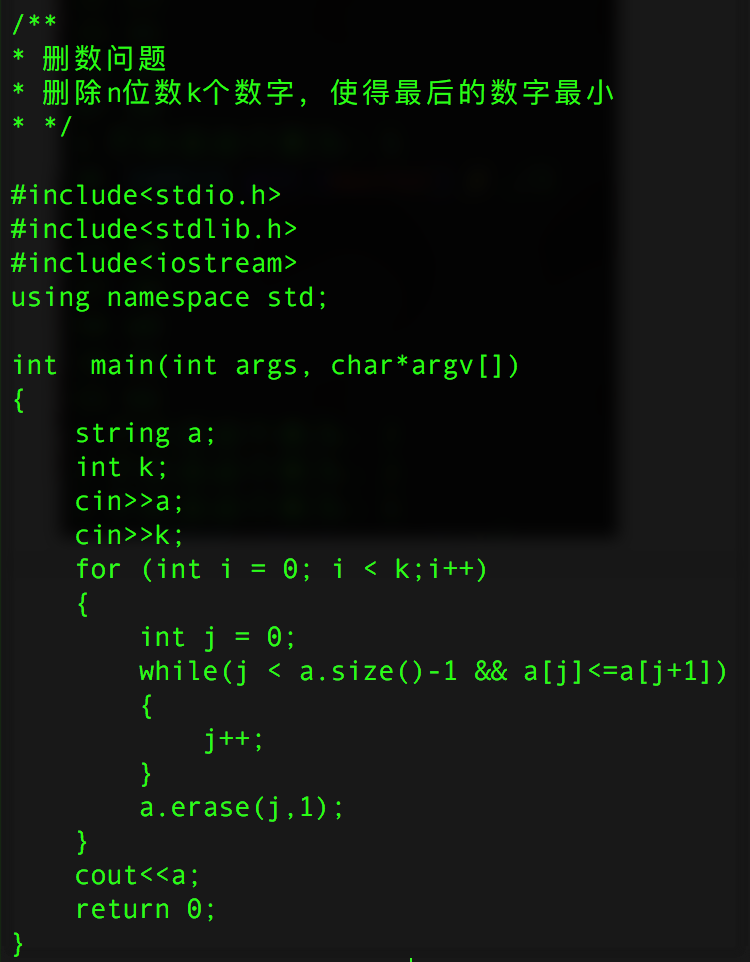 /**
* 删数问题
* 删除n位数k个数字, 使得最后的数字最小
* */
#include<stdio.h>
#include<stdlib.h>
#include<iostream>
using namespace std;
int  main(int args, char*argv[])
{
    string a;
    int k;
    cin>>a;
    cin>>k;
    for (int i = 0; i < k;i++)
    {
        int j = 0;
        while(j < a.size()-1 && a[j]<=a[j+1])
        {
            j++;
        }
        a.erase(j,1);
    }
    cout<<a;
    return 0;
}